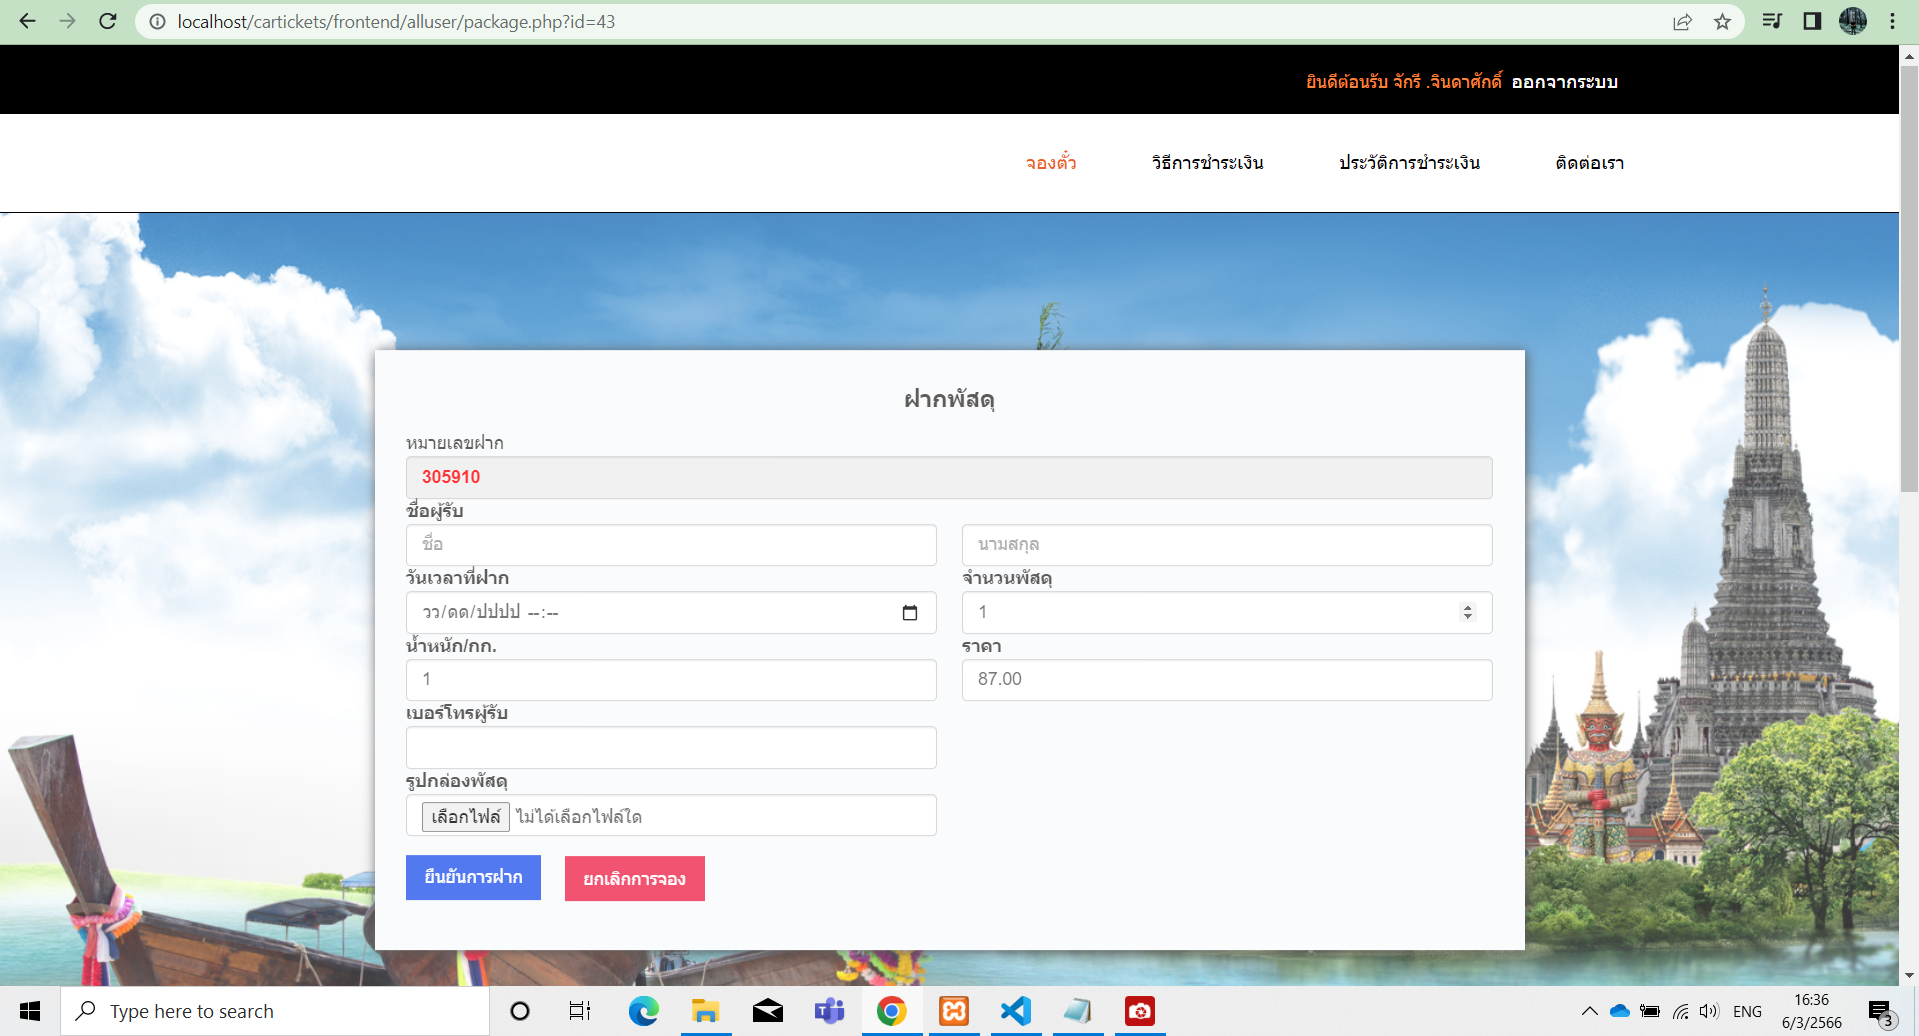 localhost/cartickets/frontend/alluser/package.php?id=43
ยินดีต้อนรับ จักรี .จินดาศักดิ์ ออกจากระบบ
จองตั๋ว วิธีการชำระเงิน ประวัติการชำระเงิน ติดต่อเรา
ฝากพัสดุ
หมายเลขฝาก
305910
ชื่อผู้รับ
ชื่อ นามสกุล
วันเวลาที่ฝาก จำนวนพัสดุ
วว/ดด/ปปปป --:-- 1
น้ำหนัก/กก. ราคา
1 87.00
เบอร์โทรผู้รับ
รูปกล่องพัสดุ
เลือกไฟล์ ไม่ได้เลือกไฟล์ใด
ยืนยันการฝาก ยกเลิกการจอง
Type here to search
ENG
16:36
6/3/2566
3